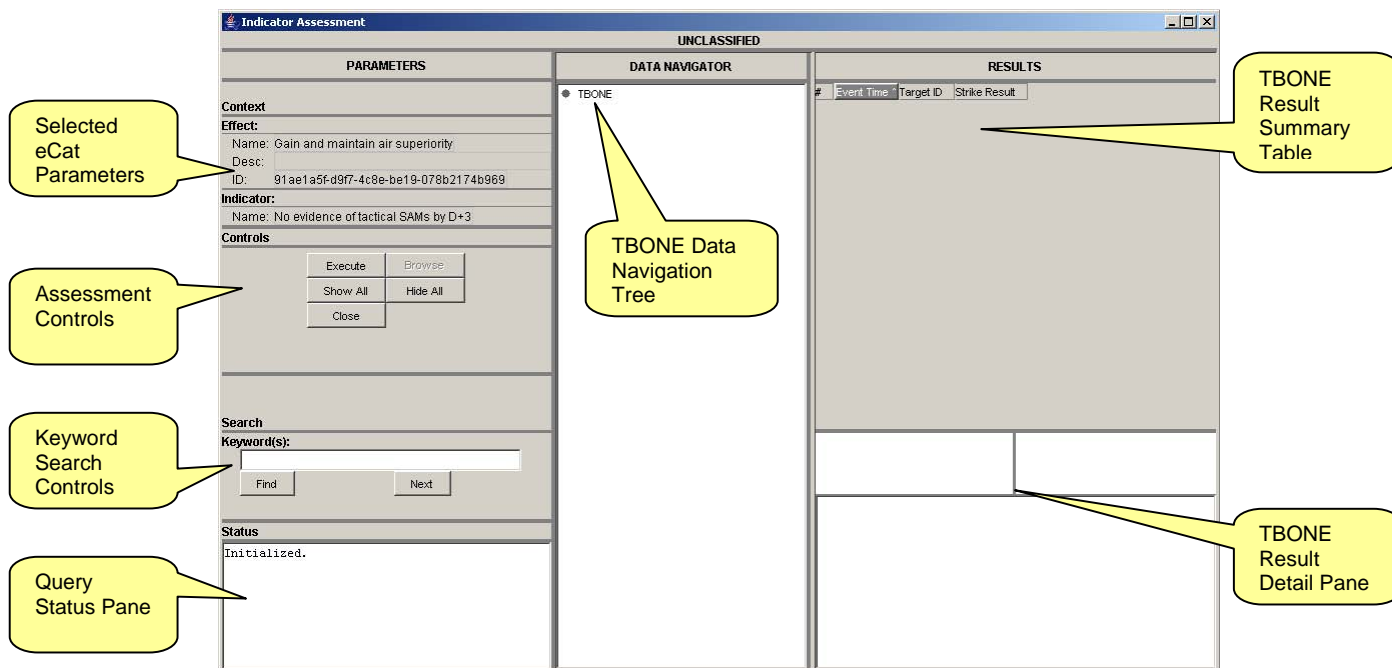 Indicator Assessment
UNCLASSIFIED
PARAMETERS
DATA NAVIGATOR
RESULTS
Context
Effect:
Name: Gain and maintain air superiority
Desc:
ID: 91ae1a5f-d9f7-4c8e-be19-078b2174b969
Indicator:
Name: No evidence of tactical SAMs by D+3
Controls
Execute
Browse
Show All
Hide All
Close
Search
Keyword(s):
Find
Next
Status
Initialized.
TBONE
# Event Time ^ Target ID Strike Result
Selected
eCat
Parameters
Assessment
Controls
Keyword
Search
Controls
Query
Status Pane
TBONE Data
Navigation
Tree
TBONE
Result
Summary
Table
TBONE
Result
Detail Pane